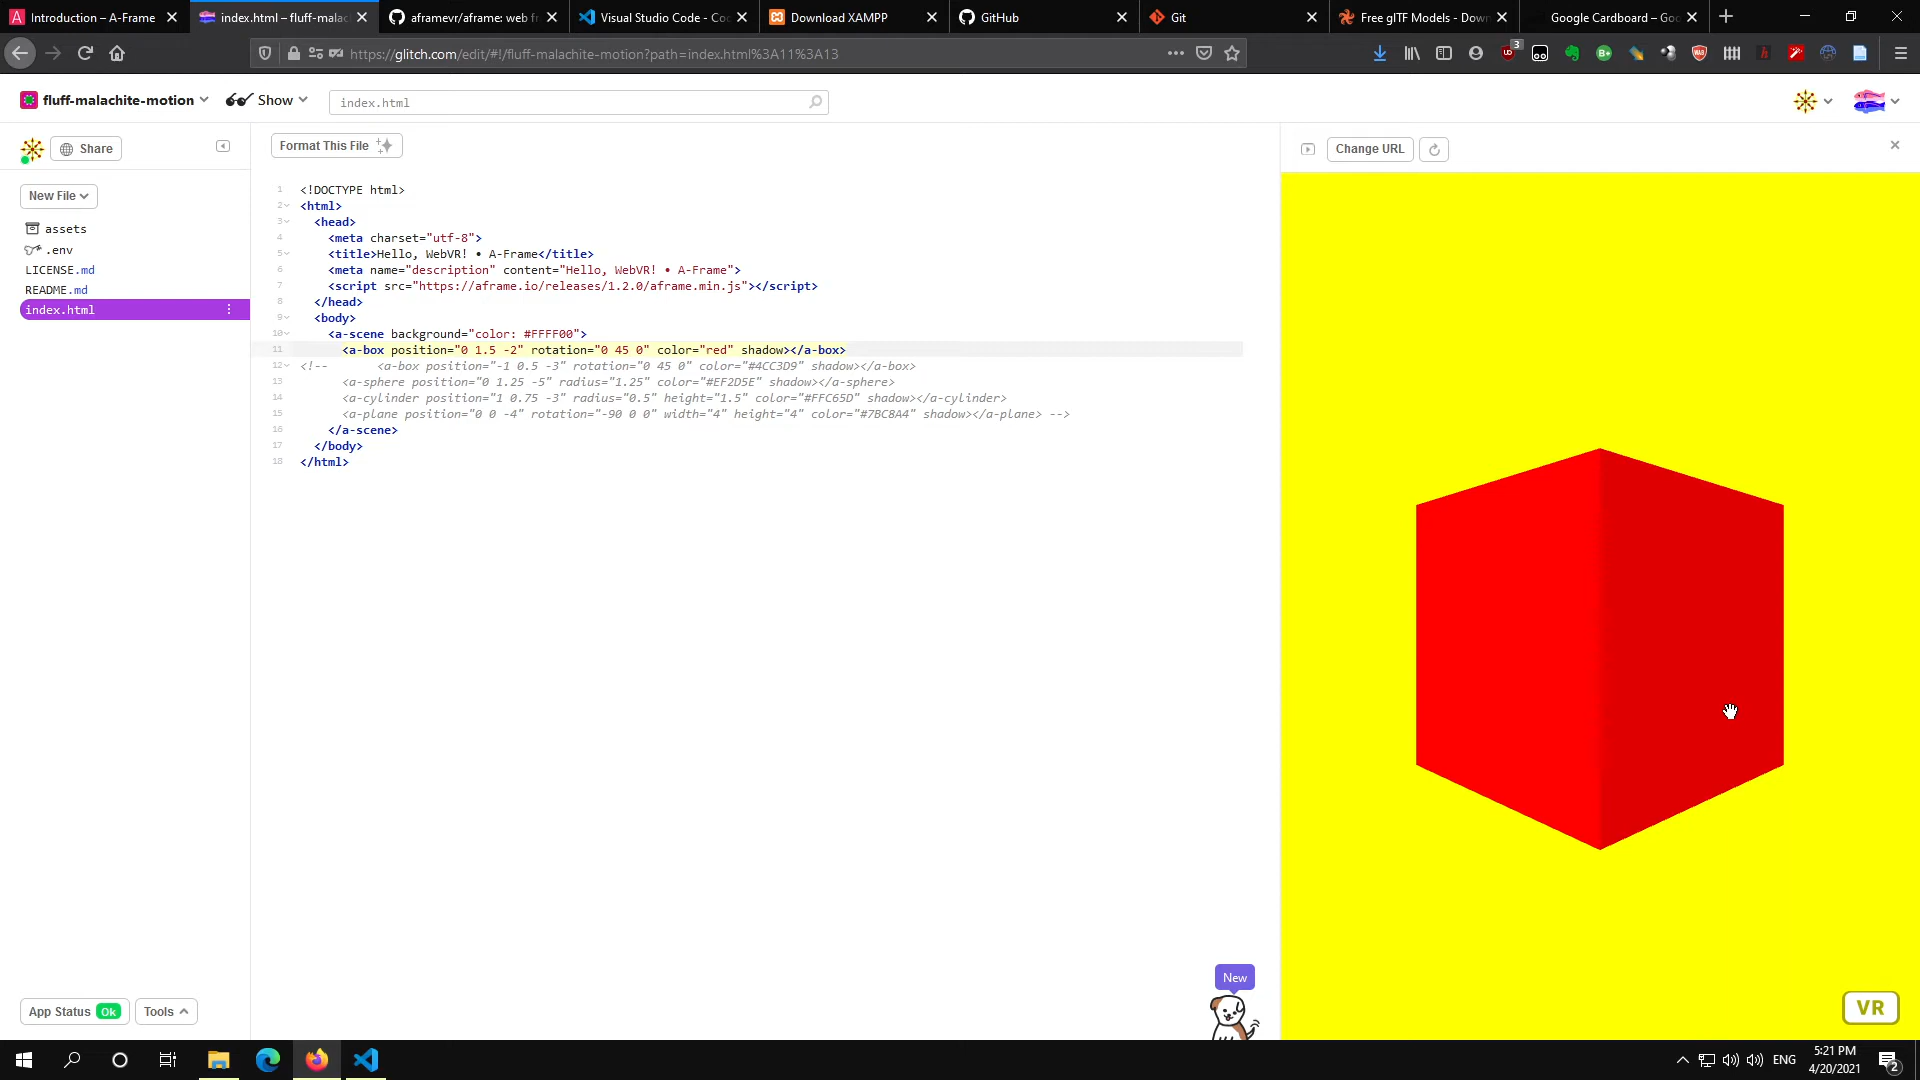 Introduction – A-Frame
index.html – fluff-malac
aframevr/aframe: web fr
Visual Studio Code - Co
Download XAMPP
GitHub
Git
Free glTF Models - Down
Google Cardboard – Goo
https://glitch.com/edit/#!/fluff-malachite-motion?path=index.html%3A11%3A13
3
fluff-malachite-motion
Show
index.html
Share
Format This File
Change URL
New File
assets
.env
LICENSE.md
README.md
index.html
1 <!DOCTYPE html>
2 <html>
3 <head>
4 <meta charset="utf-8">
5 <title>Hello, WebVR! • A-Frame</title>
6 <meta name="description" content="Hello, WebVR! • A-Frame">
7 <script src="https://aframe.io/releases/1.2.0/aframe.min.js"></script>
8 </head>
9 <body>
10 <a-scene background="color: #FFFF00">
11 <a-box position="0 1.5 -2" rotation="0 45 0" color="red" shadow></a-box>
12 <!-- <a-box position="-1 0.5 -3" rotation="0 45 0" color="#4CC3D9" shadow></a-box>
13 <a-sphere position="0 1.25 -5" radius="1.25" color="#EF2D5E" shadow></a-sphere>
14 <a-cylinder position="1 0.75 -3" radius="0.5" height="1.5" color="#FFC65D" shadow></a-cylinder>
15 <a-plane position="0 0 -4" rotation="-90 0 0" width="4" height="4" color="#7BC8A4" shadow></a-plane> -->
16 </a-scene>
17 </body>
18 </html>
New
App Status Ok
Tools
VR
ENG
5:21 PM
4/20/2021
2